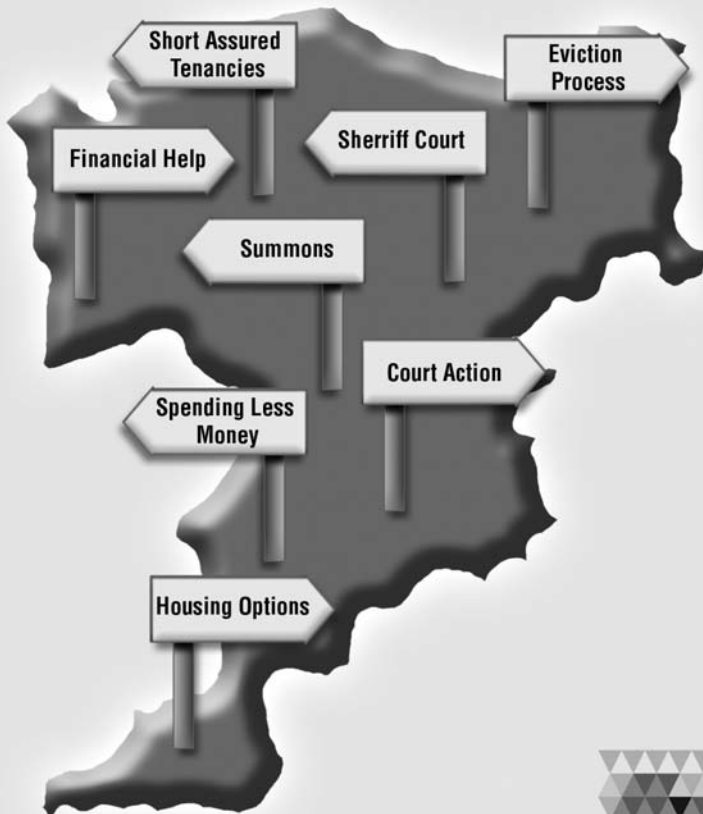 Short Assured
Tenancies
Eviction
Process
Financial Help
Sherriff Court
Summons
Court Action
Spending Less
Money
Housing Options